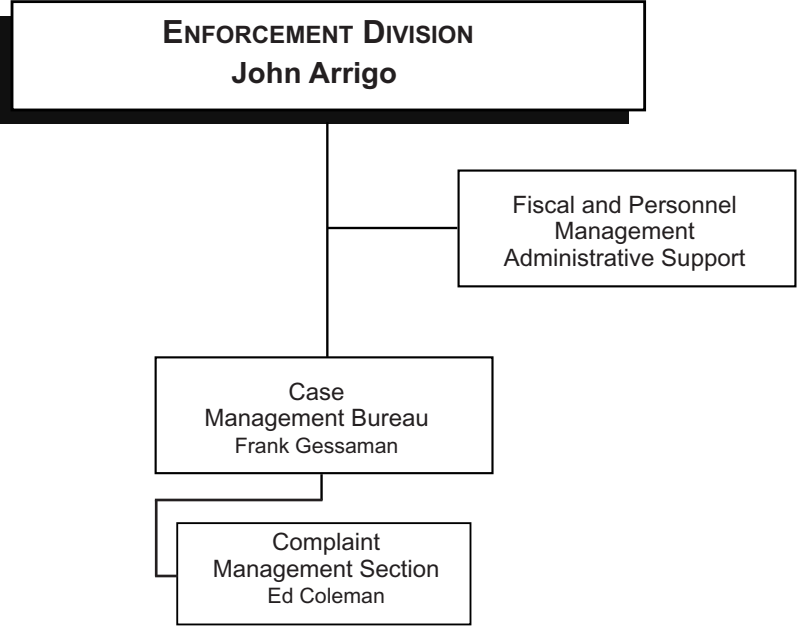 ENFORCEMENT DIVISION
John Arrigo
Fiscal and Personnel
Management
Administrative Support
Case
Management Bureau
Frank Gessaman
Complaint
Management Section
Ed Coleman